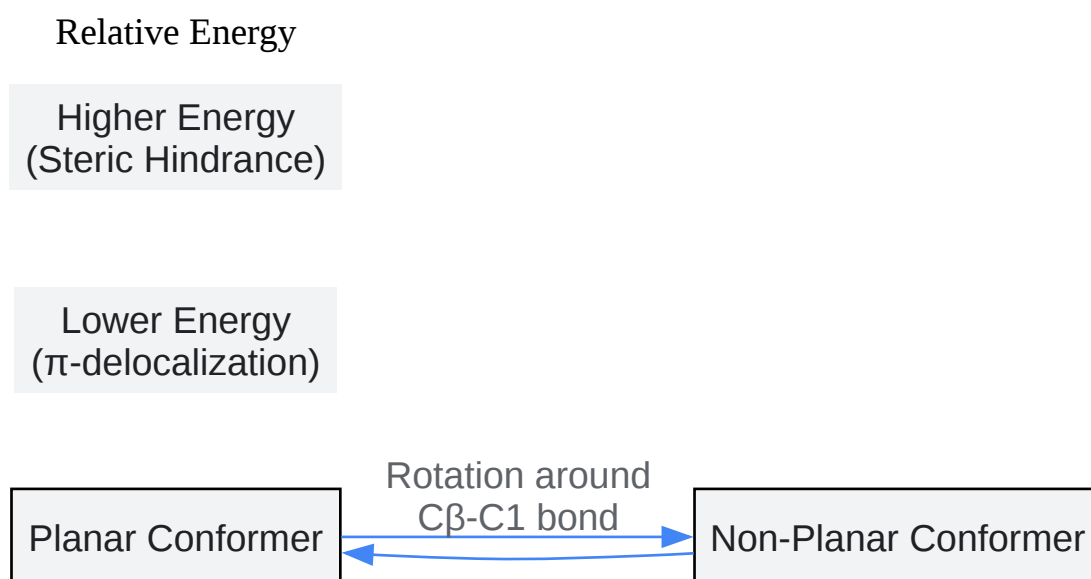 Relative Energy
Higher Energy
(Steric Hindrance)
Lower Energy
(π-delocalization)
Rotation around
Cβ-C1 bond
Planar Conformer
Non-Planar Conformer